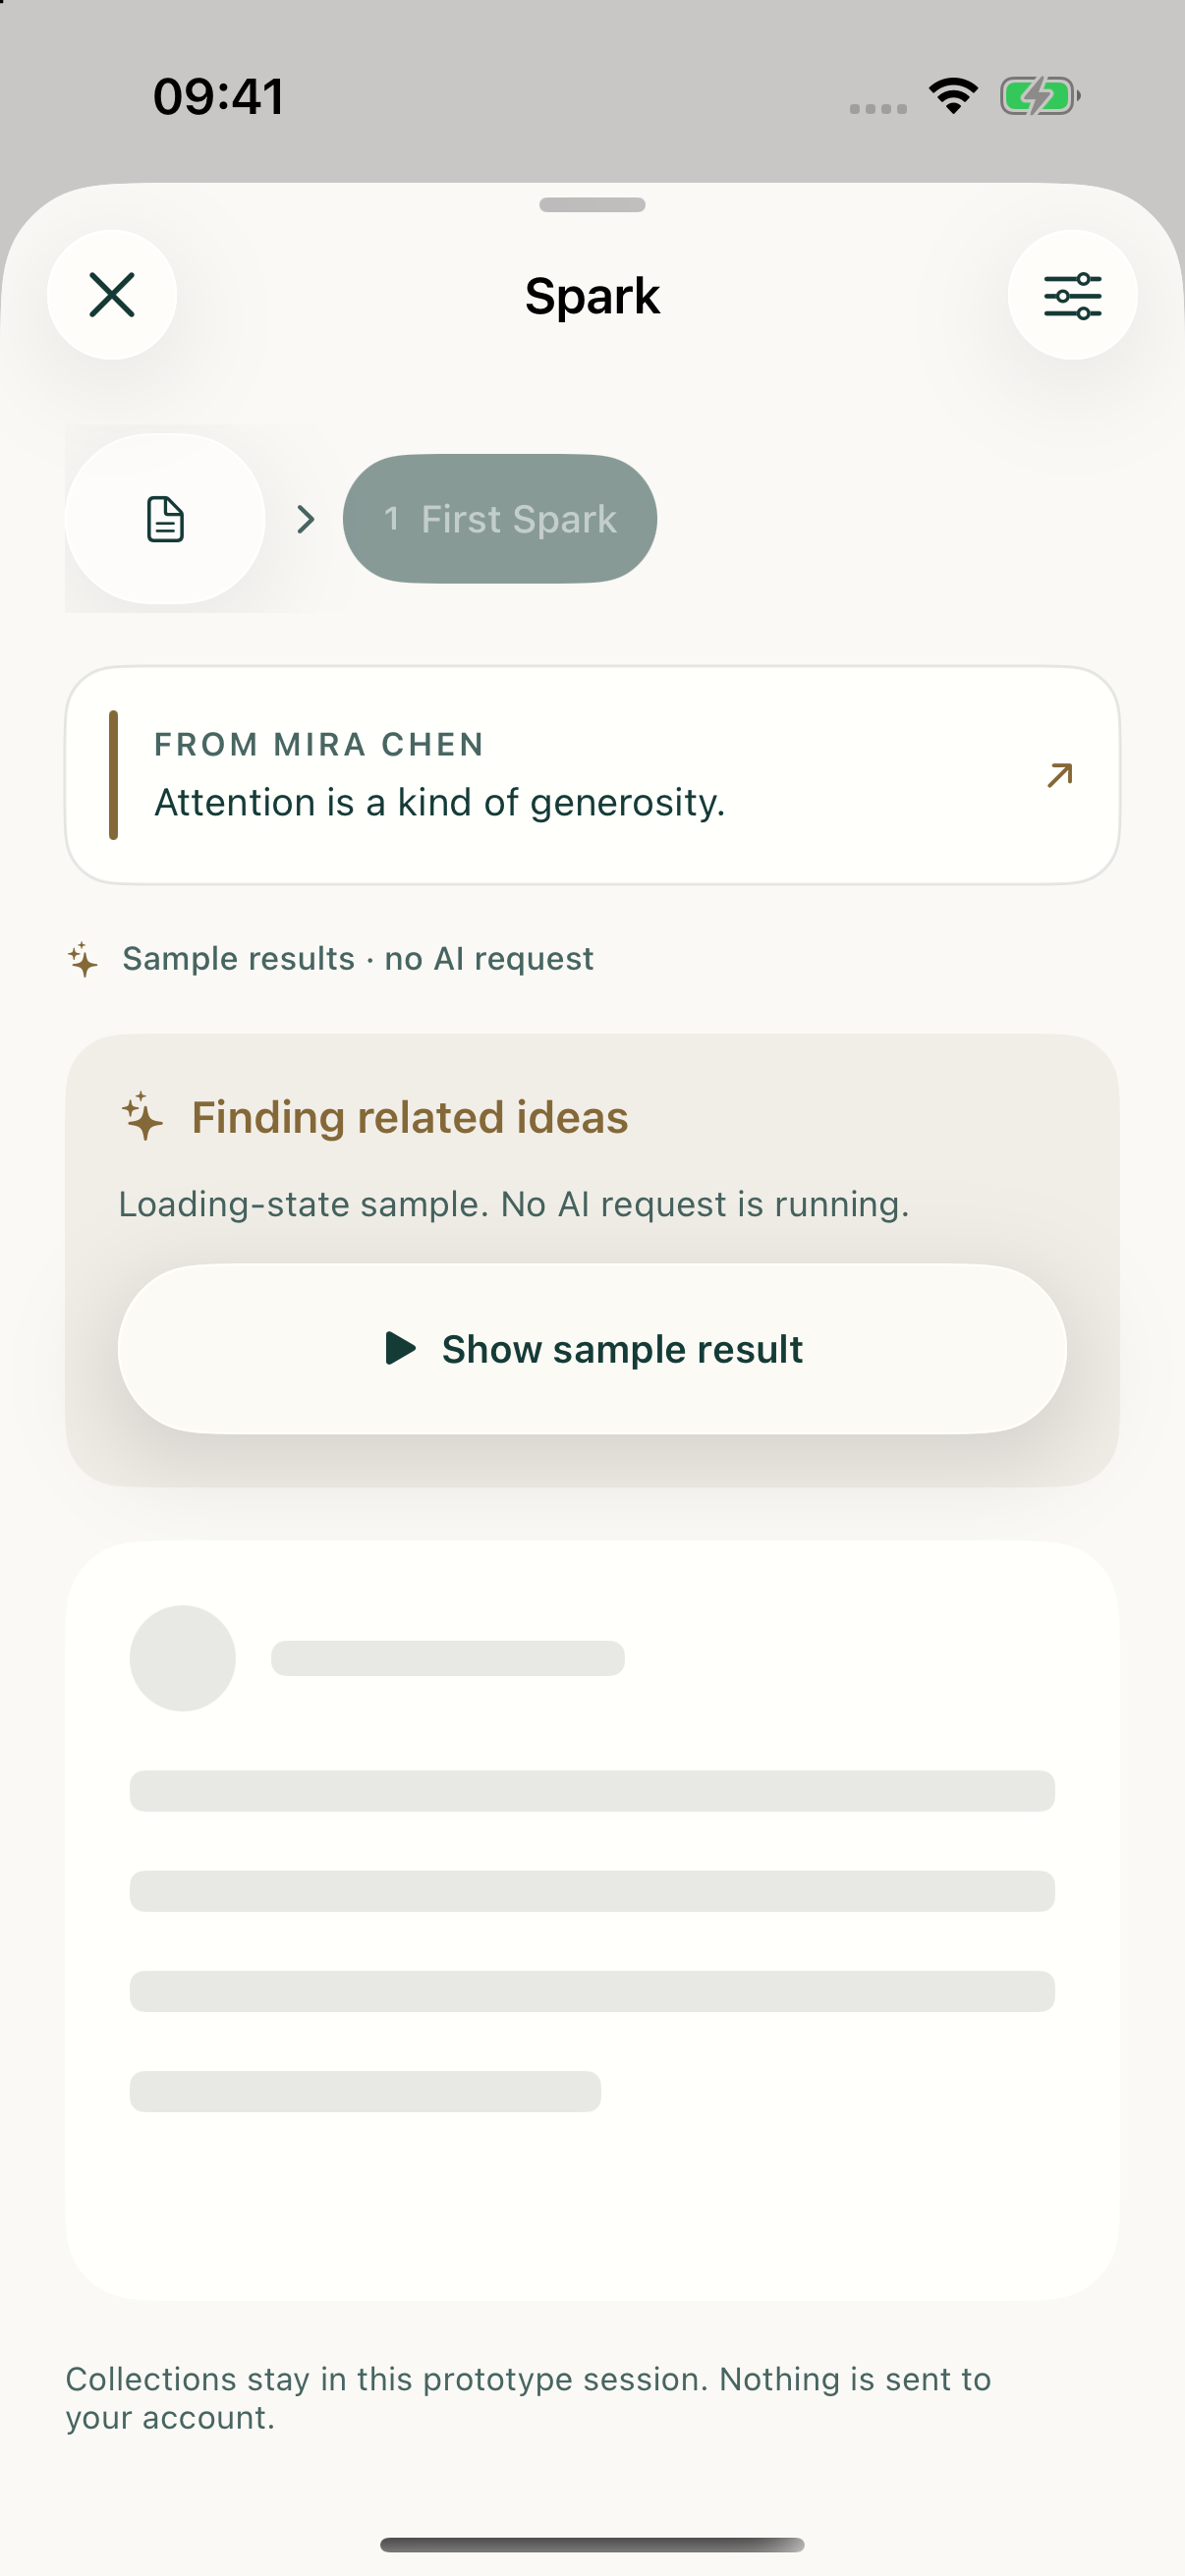 09:41
Spark
1 First Spark
FROM MIRA CHEN
Attention is a kind of generosity.
Sample results · no AI request
Finding related ideas
Loading-state sample. No AI request is running.
Show sample result
Collections stay in this prototype session. Nothing is sent to
your account.